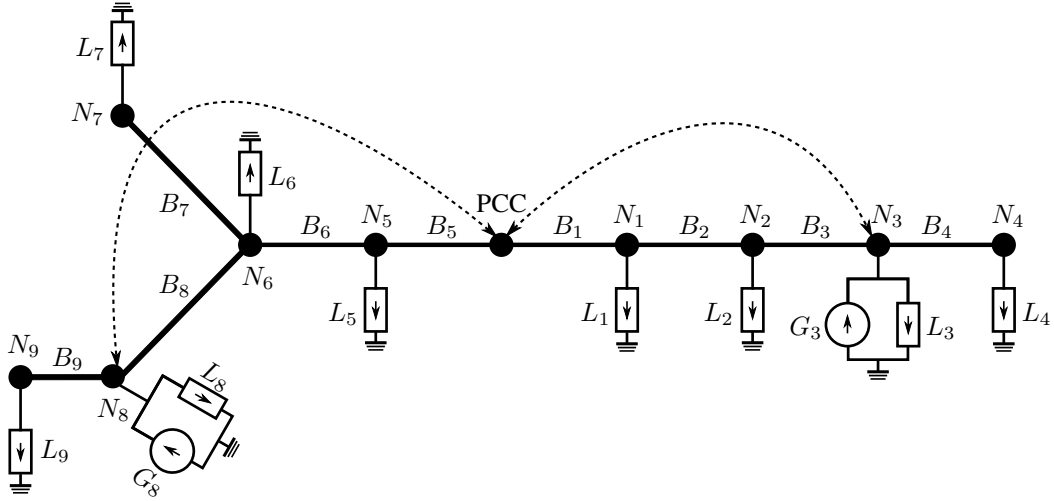 L₇
N₇
L₆
B₇
PCC
N₅
N₁
N₂
N₃
N₄
B₆
B₅
B₁
B₂
B₃
B₄
N₆
B₈
L₅
L₁
L₂
G₃
L₃
L₄
N₉
B₉
N₈
L₈
L₉
G₈